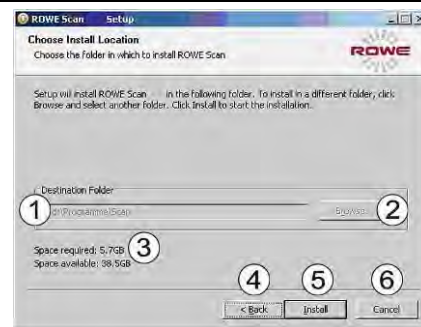 ROWE Scan Setup
Choose Install Location
Choose the folder in which to install ROWE Scan
ROWE
Setup will install ROWE Scan in the following folder. To install in a different folder, click
Browse and select another folder. Click Install to start the installation.
Destination Folder
1
\Programme\Scan
Browse...
2
Space required: 5.7GB
3
Space available: 38.5GB
4
5
6
< Back
Install
Cancel